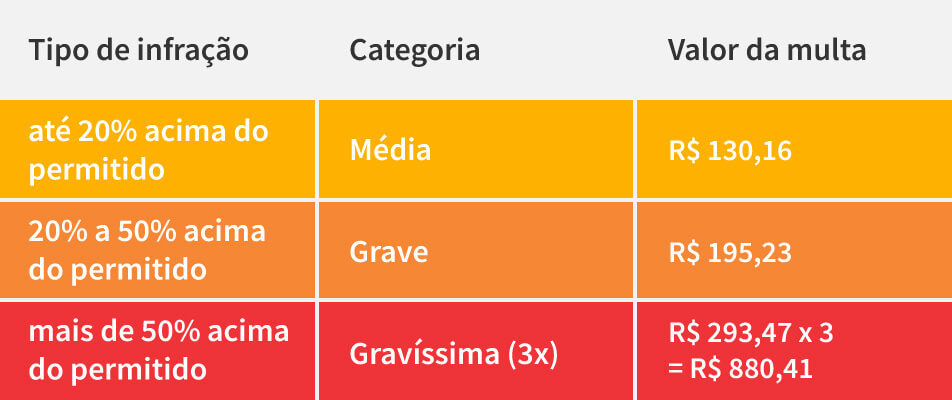 Tipo de infração
Categoria
Valor da multa
até 20% acima do
permitido
Média
R$ 130,16
20% a 50% acima
do permitido
Grave
R$ 195,23
mais de 50% acima
do permitido
Gravíssima (3x)
R$ 293,47 x 3
= R$ 880,41